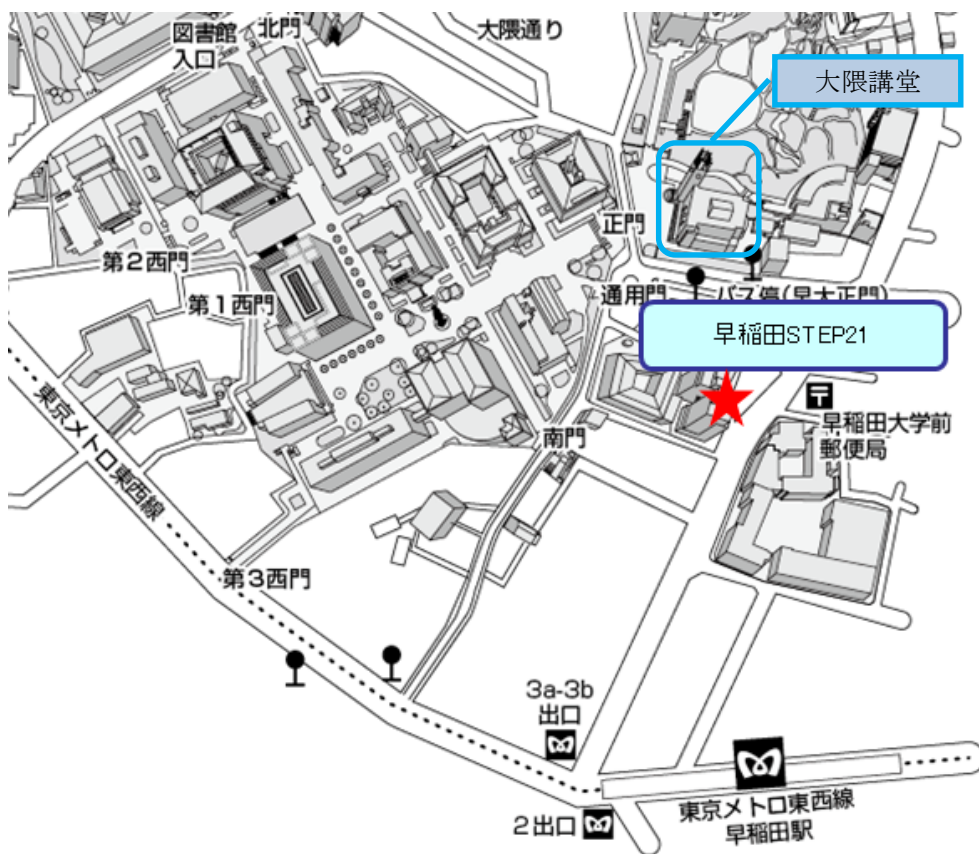 図書館
入口
北門
大隈通り
大隈講堂
正門
第2西門
第1西門
通用門
バス停(早大正門)
早稲田STEP21
早稲田大学前
郵便局
東京メトロ東西線
南門
第3西門
3a-3b
出口
2出口
東京メトロ東西線
早稲田駅